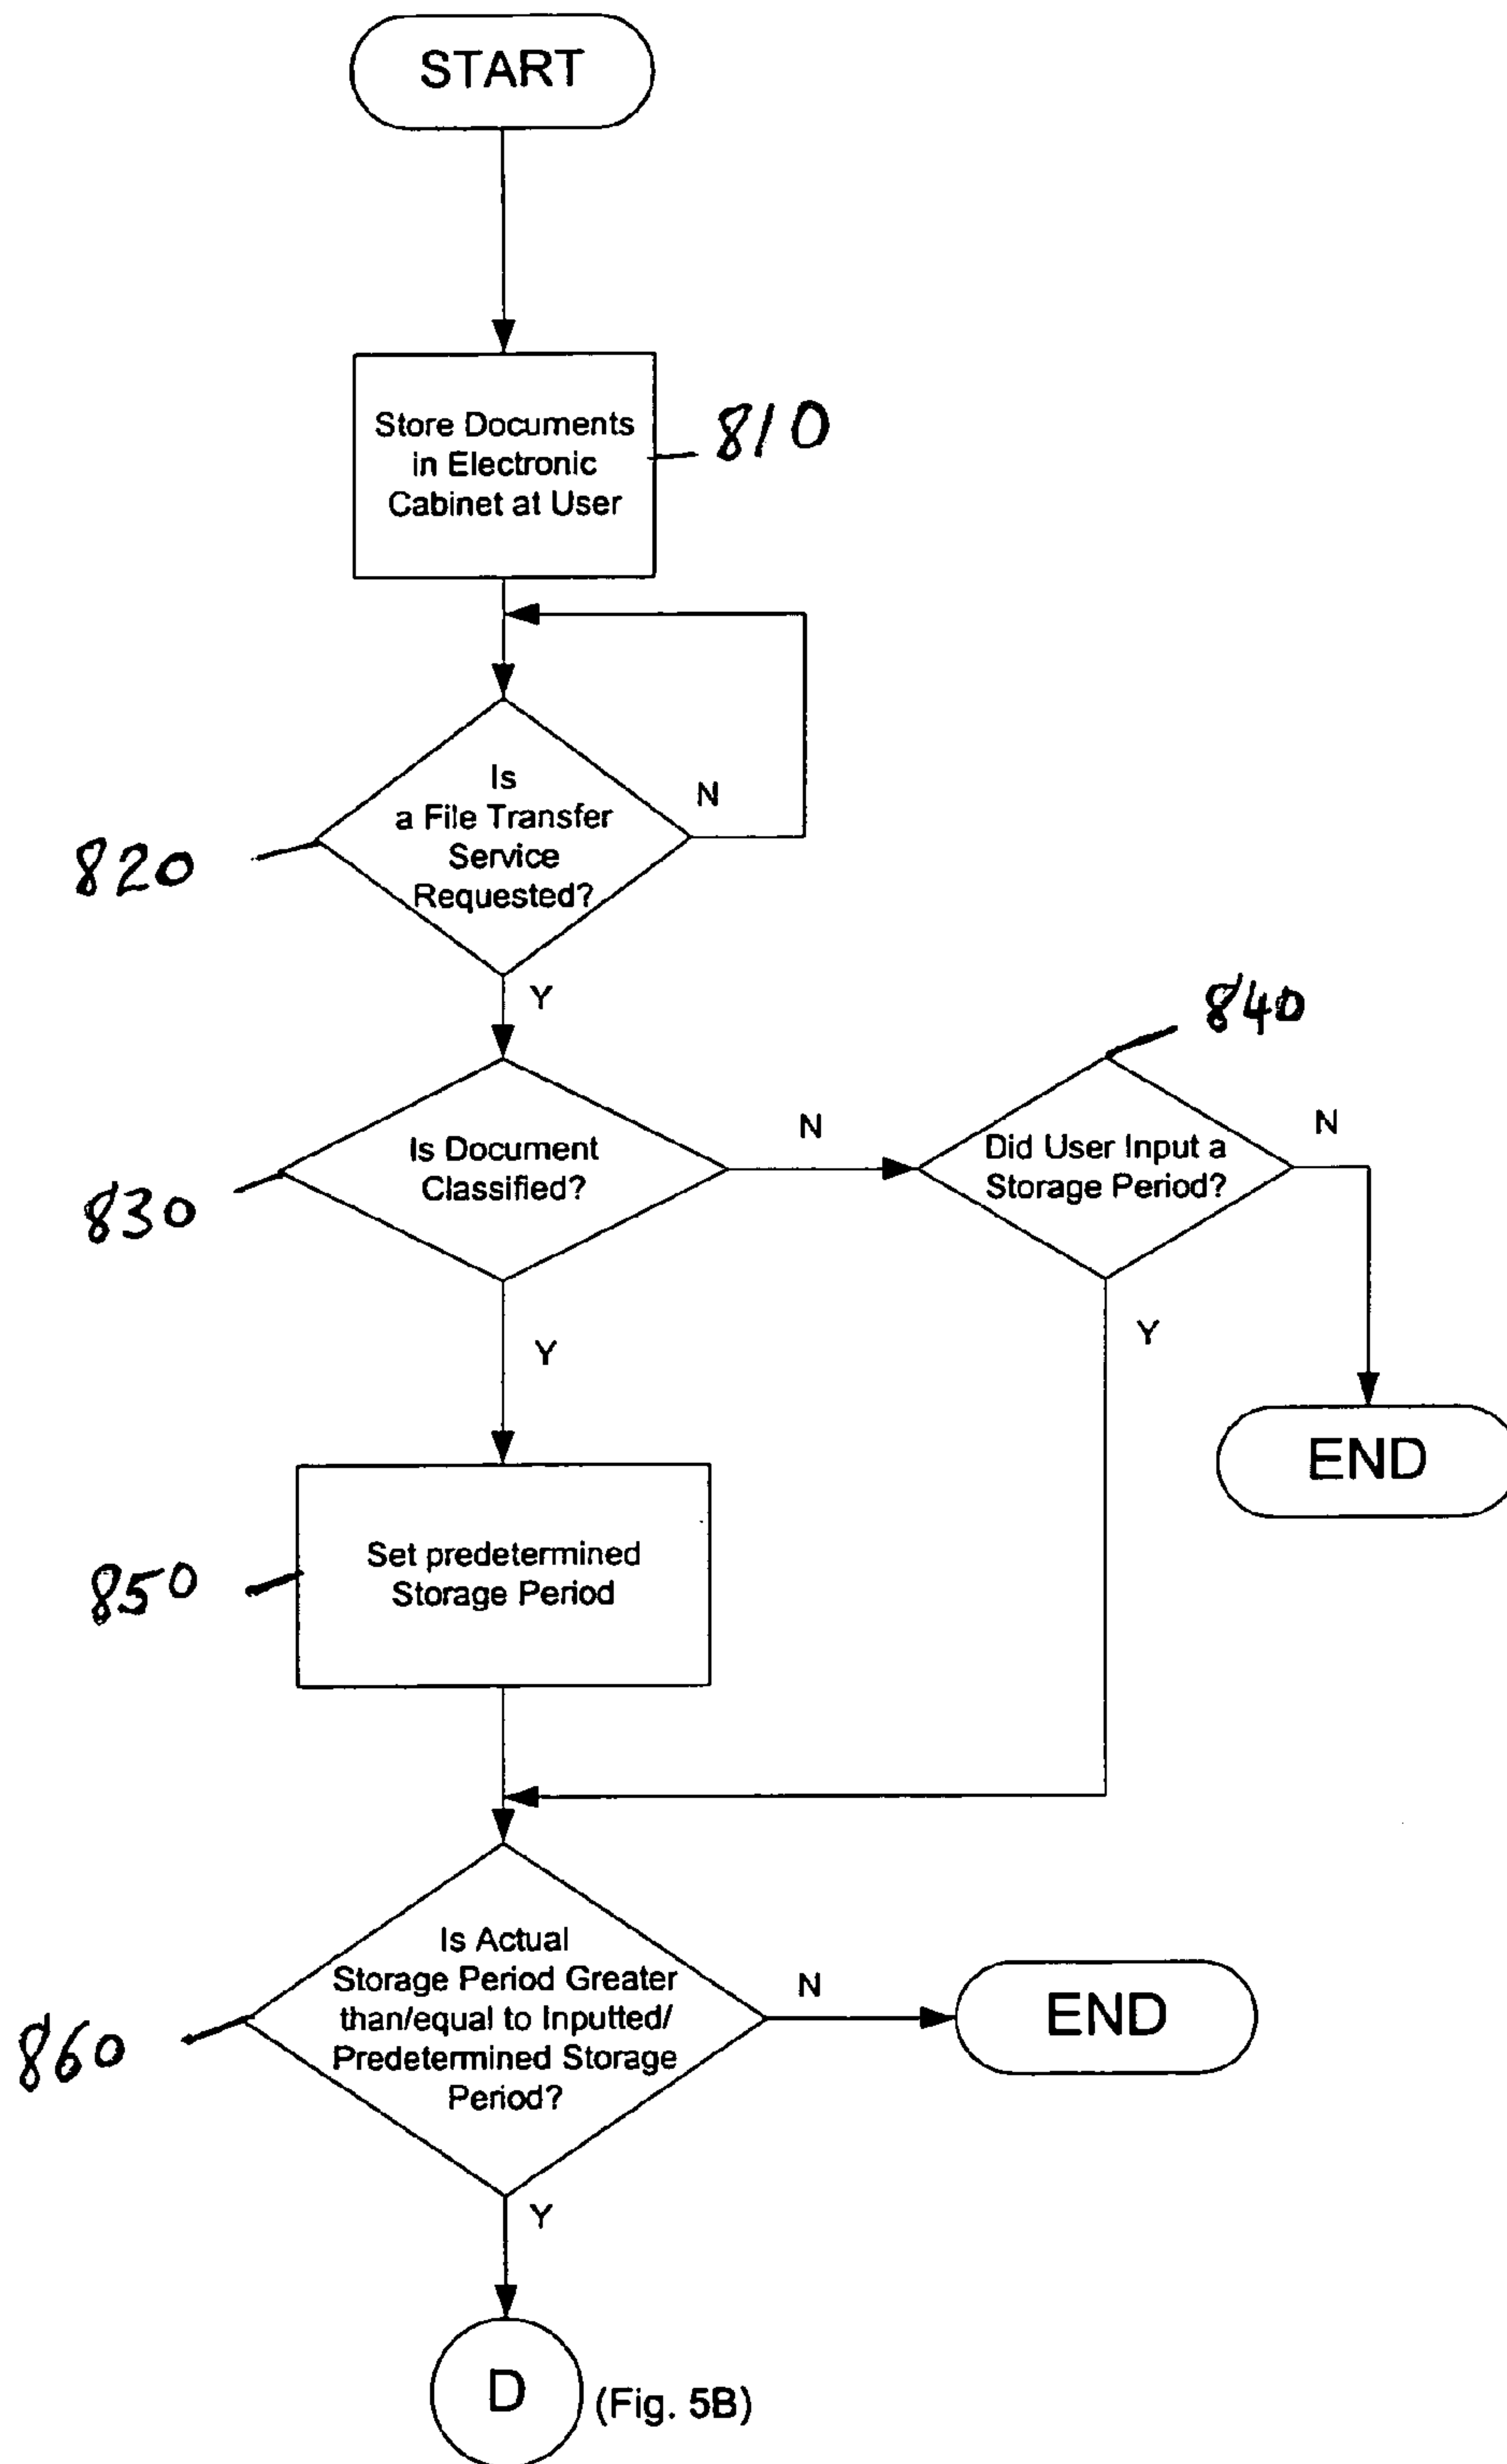 START
Store Documents
in Electronic
Cabinet at User
810
Is
a File Transfer
Service
Requested?
N
820
Y
840
Is Document
Classified?
N
Did User Input a
Storage Period?
N
830
Y
Y
END
Set predetermined
Storage Period
850
Is Actual
Storage Period Greater
than/equal to Inputted/
Predetermined Storage
Period?
N
END
860
Y
D
(Fig. 5B)